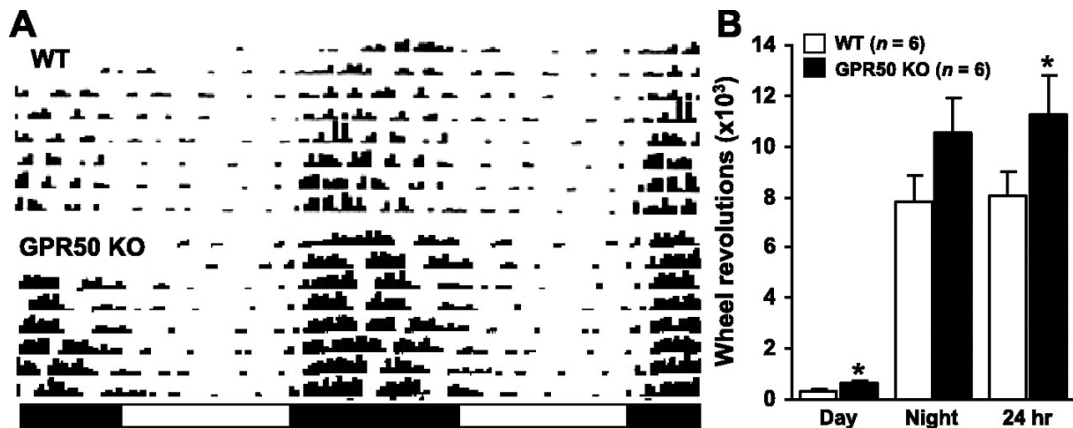 A
WT
GPR50 KO
B
Wheel revolutions (x10³)
14
12
10
8
6
4
2
0
WT (n = 6)
GPR50 KO (n = 6)
*
*
Day Night 24 hr